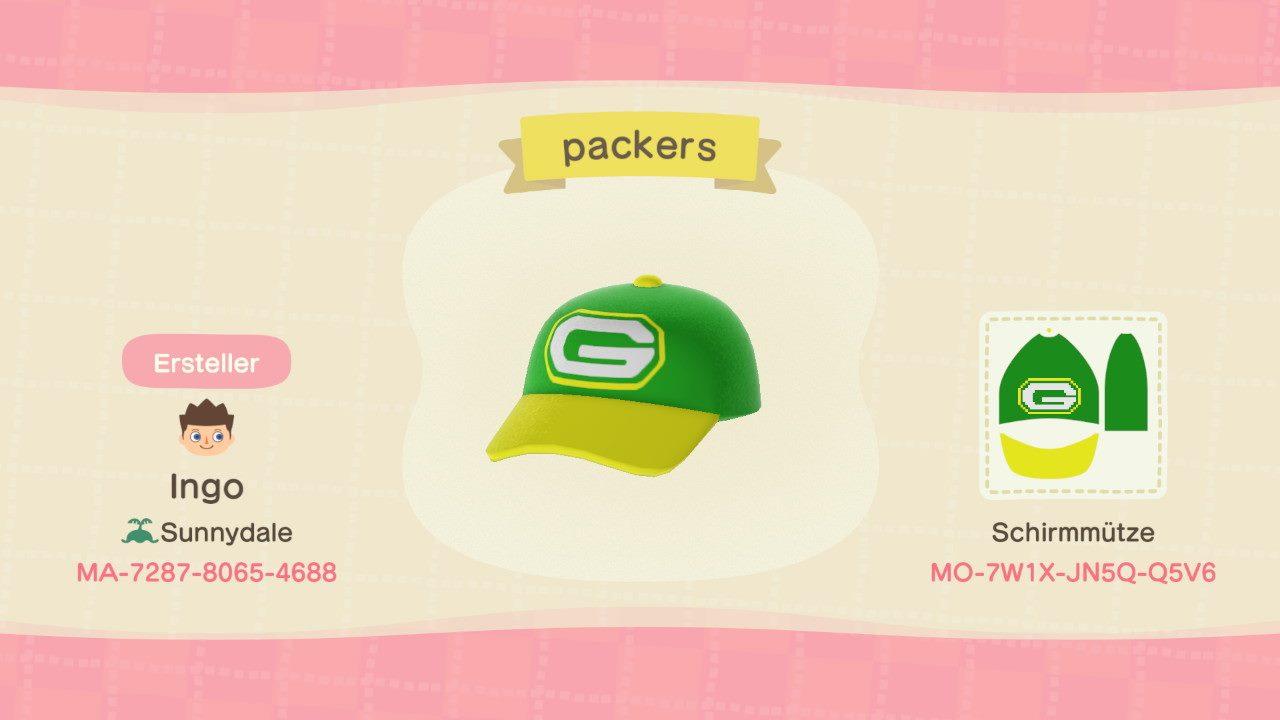 packers
G
Ersteller
Ingo
Sunnydale
MA-7287-8065-4688
G
Schirmmütze
MO-7W1X-JN5Q-Q5V6